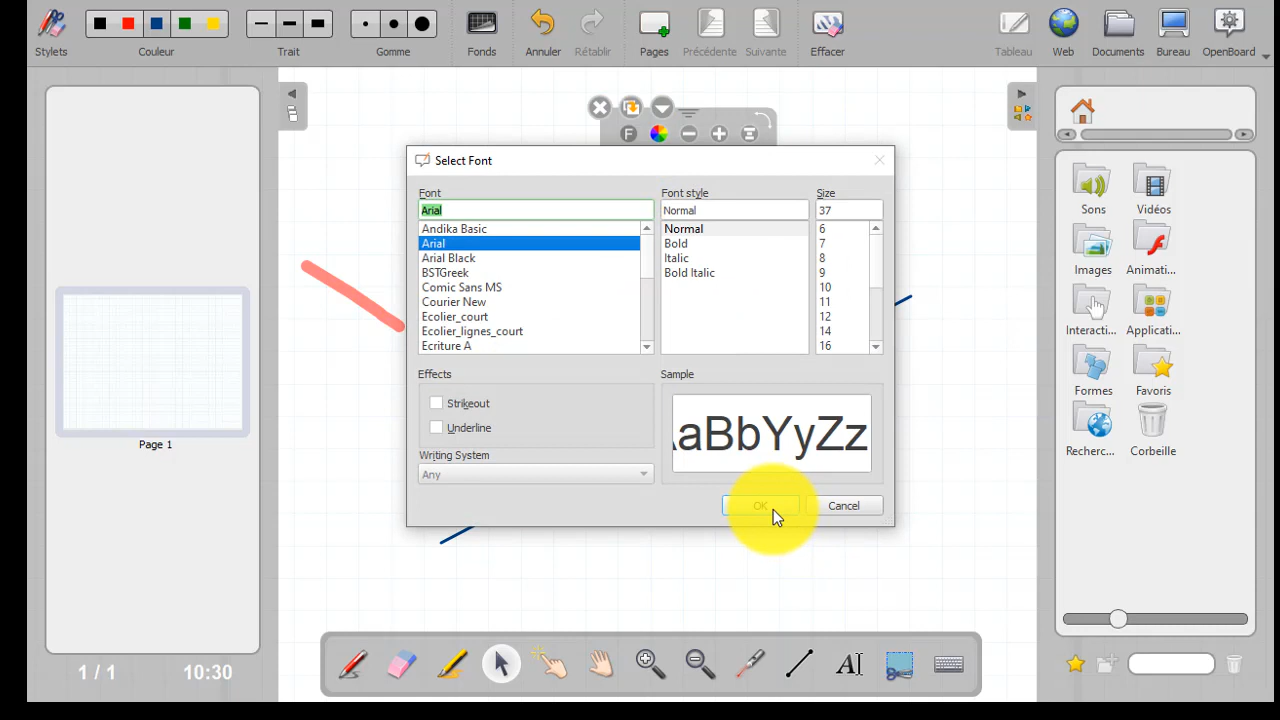 Stylets Couleur Trait Gomme Fonds Annuler Rétablir Pages Précédente Suivante Effacer Tableau Web Documents Bureau OpenBoard
F
Select Font
Font Font style Size
Arial Normal 37
Andika Basic Normal 6
Arial Bold 7
Arial Black Italic 8
BSTGreek Bold Italic 9
Comic Sans MS 10
Courier New 11
Ecolier_court 12
Ecolier_lignes_court 14
Ecriture A 16
Effects Sample
Strikeout
Underline
aBbYyZz
Writing System
Any
OK Cancel
Page 1
1 / 1 10:30
Sons Vidéos
Images Animati...
Interacti... Applicati...
Formes Favoris
Recherc... Corbeille
AI